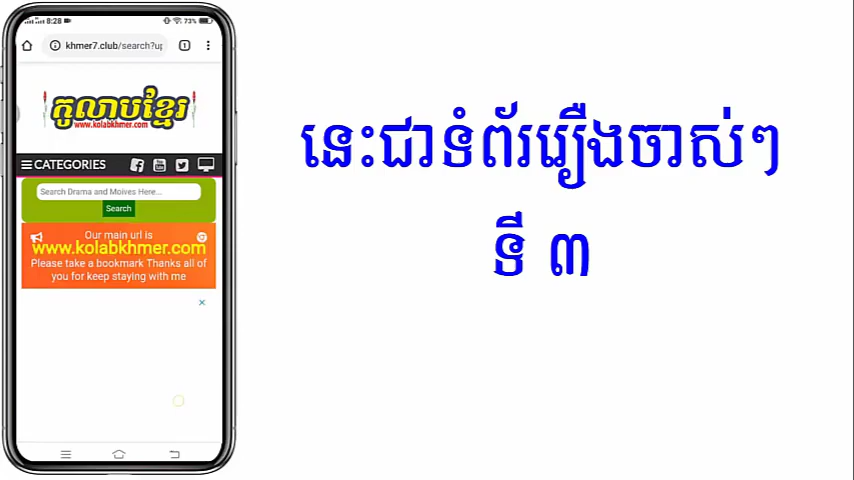 8:28
73%
khmer7.club/search?up
1
កូលាបខ្មែរ
www.kolabkhmer.com
CATEGORIES
Search Drama and Moives Here...
Search
Our main url is
www.kolabkhmer.com
Please take a bookmark Thanks all of
you for keep staying with me
នេះជាទំព័ររឿងចាស់ៗ
ទី ៣